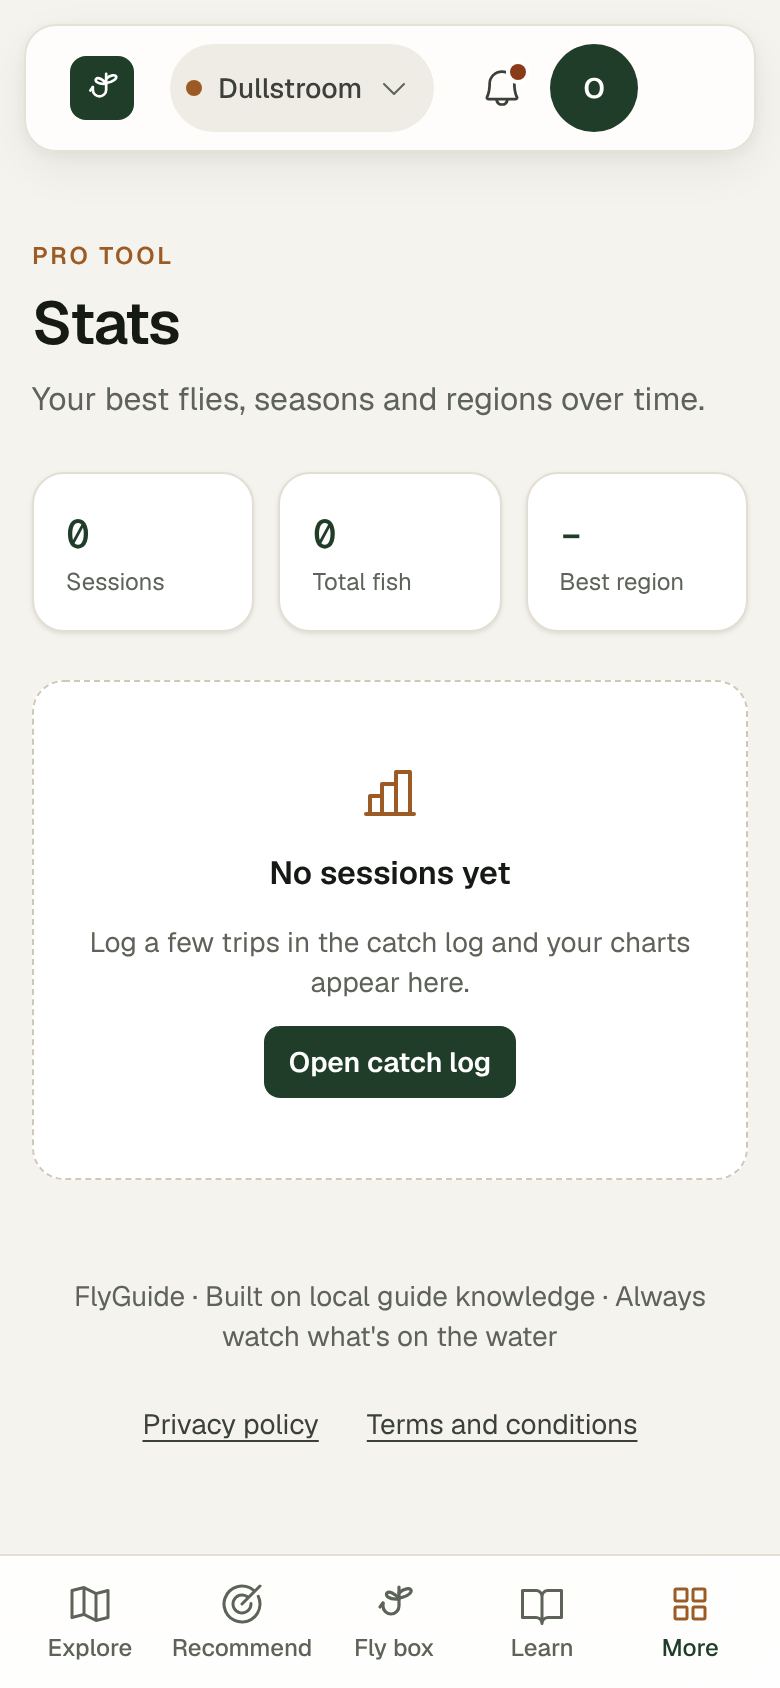 Dullstroom
O
PRO TOOL
Stats
Your best flies, seasons and regions over time.
0
Sessions
0
Total fish
–
Best region
No sessions yet
Log a few trips in the catch log and your charts
appear here.
Open catch log
FlyGuide · Built on local guide knowledge · Always
watch what's on the water
Privacy policy
Terms and conditions
Explore
Recommend
Fly box
Learn
More